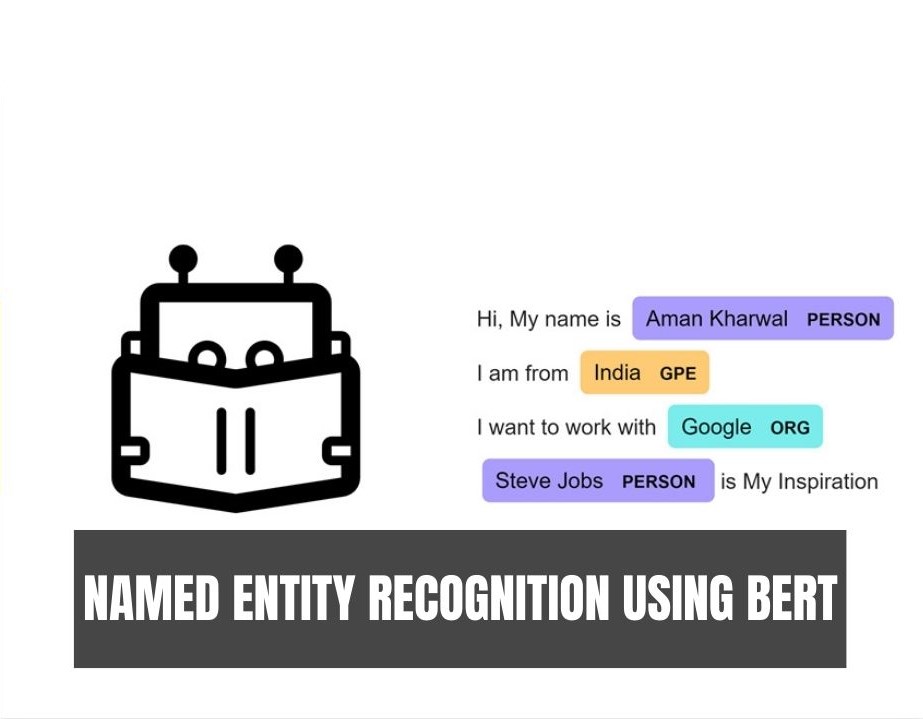 Hi, My name is Aman Kharwal PERSON
I am from India GPE
I want to work with Google ORG
Steve Jobs PERSON is My Inspiration
NAMED ENTITY RECOGNITION USING BERT